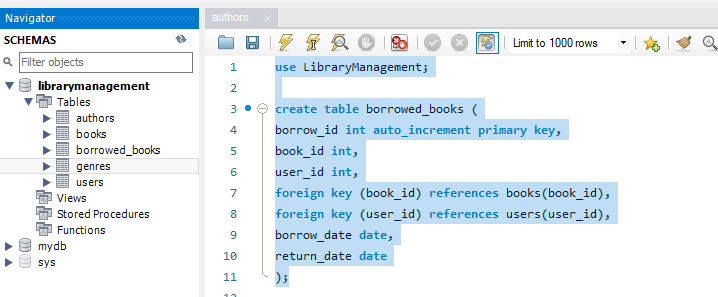 Navigator
SCHEMAS
Filter objects
librarymanagement
Tables
authors
books
borrowed_books
genres
users
Views
Stored Procedures
Functions
mydb
sys
authors
Limit to 1000 rows
1 use LibraryManagement;
2
3 create table borrowed_books (
4 borrow_id int auto_increment primary key,
5 book_id int,
6 user_id int,
7 foreign key (book_id) references books(book_id),
8 foreign key (user_id) references users(user_id),
9 borrow_date date,
10 return_date date
11 );